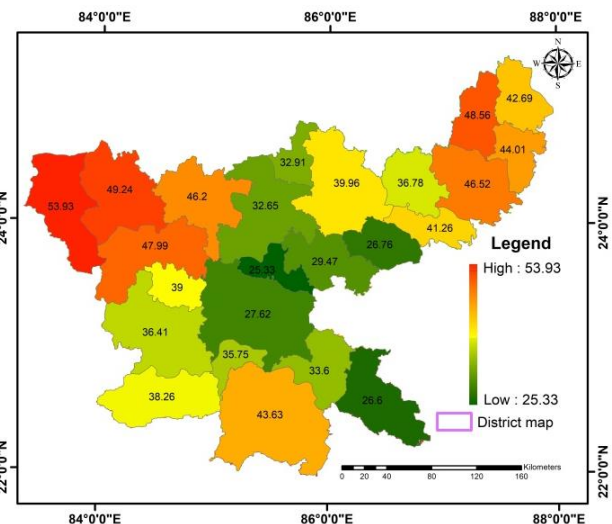 84°0'0"E 86°0'0"E 88°0'0"E
N
W E
S
42.69
48.56
44.01
32.91
39.96
36.78
46.52
49.24
46.2
53.93
32.65
24°0'0"N
24°0'0"N
41.26
47.99
26.76
29.47
25.33
39
27.62
36.41
35.75
33.6
38.26
26.6
43.63
Legend
High : 53.93
Low : 25.33
District map
Kilometers
0 20 40 80 120 160
22°0'0"N
22°0'0"N
84°0'0"E 86°0'0"E 88°0'0"E